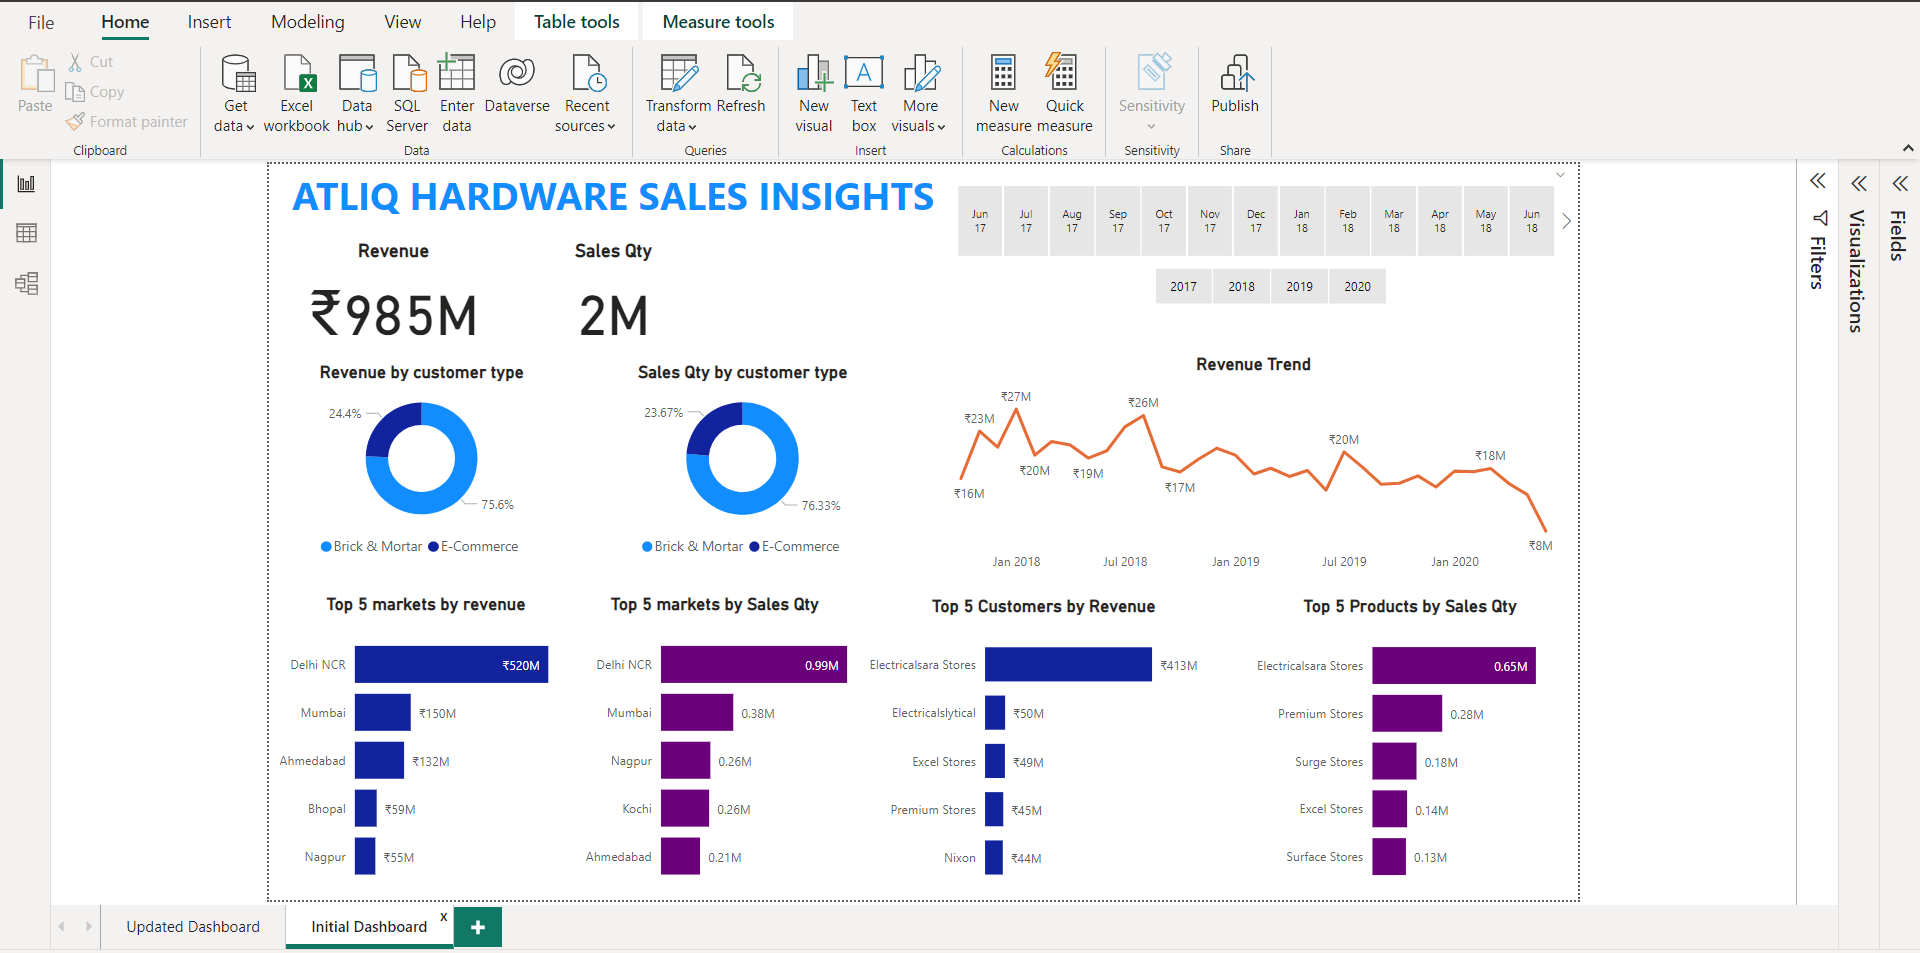 File Home Insert Modeling View Help Table tools Measure tools
Paste
Cut
Copy
Format painter
Clipboard
Get data
Excel workbook
Data hub
SQL Server
Enter data
Dataverse
Recent sources
Data
Transform data
Refresh
Queries
New visual
Text box
More visuals
Insert
New measure
Quick measure
Calculations
Sensitivity
Sensitivity
Publish
Share
ATLIQ HARDWARE SALES INSIGHTS
Jun 17
Jul 17
Aug 17
Sep 17
Oct 17
Nov 17
Dec 17
Jan 18
Feb 18
Mar 18
Apr 18
May 18
Jun 18
2017 2018 2019 2020
Revenue
₹985M
Sales Qty
2M
Revenue by customer type
24.4%
75.6%
Brick & Mortar E-Commerce
Sales Qty by customer type
23.67%
76.33%
Brick & Mortar E-Commerce
Revenue Trend
₹16M
₹23M
₹27M
₹20M
₹19M
₹26M
₹17M
₹20M
₹18M
₹8M
Jan 2018 Jul 2018 Jan 2019 Jul 2019 Jan 2020
Top 5 markets by revenue
Delhi NCR ₹520M
Mumbai ₹150M
Ahmedabad ₹132M
Bhopal ₹59M
Nagpur ₹55M
Top 5 markets by Sales Qty
Delhi NCR 0.99M
Mumbai 0.38M
Nagpur 0.26M
Kochi 0.26M
Ahmedabad 0.21M
Top 5 Customers by Revenue
Electricalsara Stores ₹413M
Electricalslytical ₹50M
Excel Stores ₹49M
Premium Stores ₹45M
Nixon ₹44M
Top 5 Products by Sales Qty
Electricalsara Stores 0.65M
Premium Stores 0.28M
Surge Stores 0.18M
Excel Stores 0.14M
Surface Stores 0.13M
Filters
Visualizations
Fields
Updated Dashboard
Initial Dashboard x
+